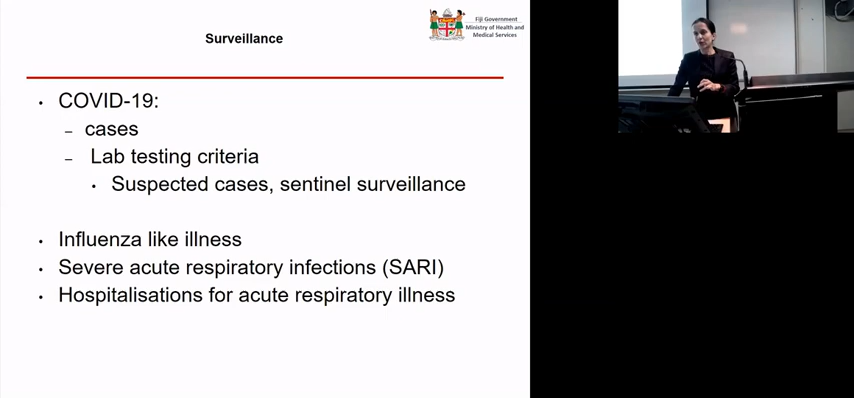 Surveillance
Fiji Government
Ministry of Health and
Medical Services
• COVID-19:
– cases
– Lab testing criteria
• Suspected cases, sentinel surveillance
• Influenza like illness
• Severe acute respiratory infections (SARI)
• Hospitalisations for acute respiratory illness